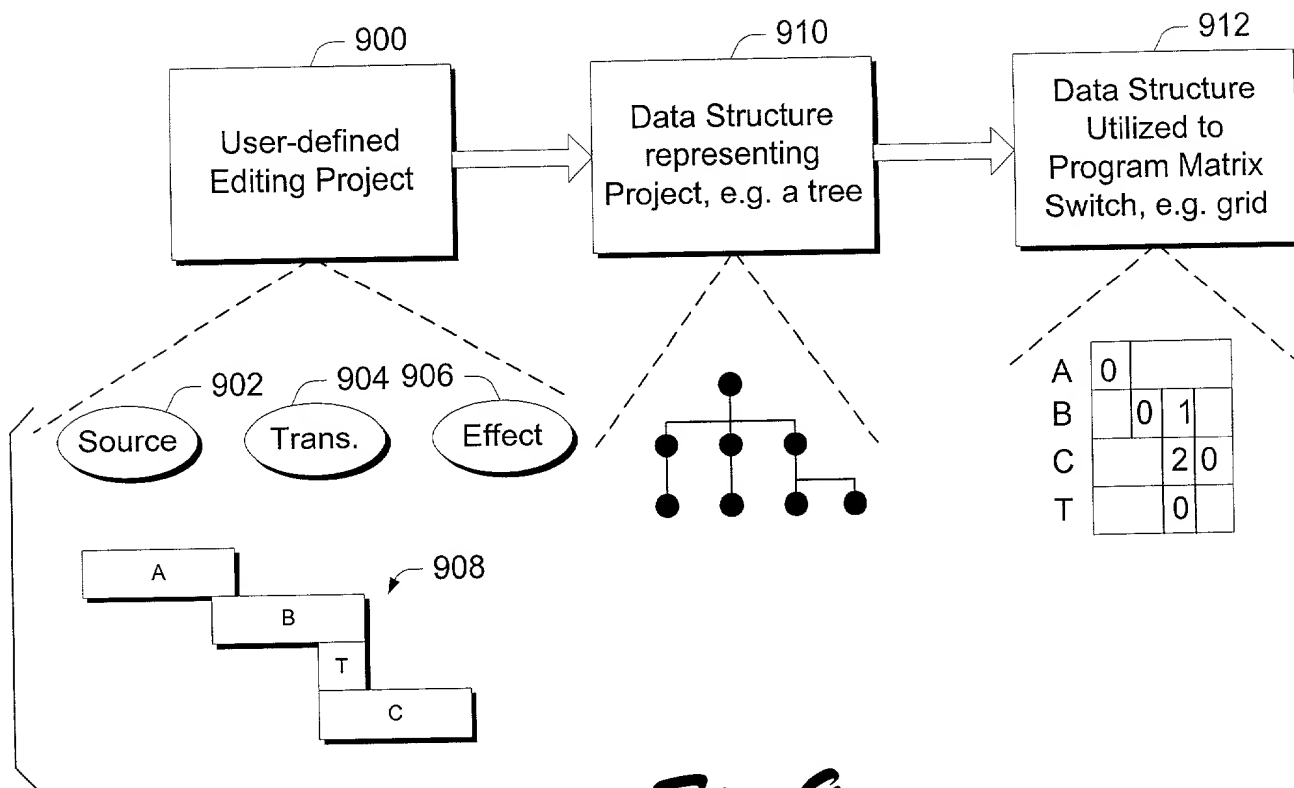 900
910
912
User-defined
Editing Project
Data Structure
representing
Project, e.g. a tree
Data Structure
Utilized to
Program Matrix
Switch, e.g. grid
902
904
906
Source
Trans.
Effect
A 0
B 0 1
C 2 0
T 0
A
908
B
T
C